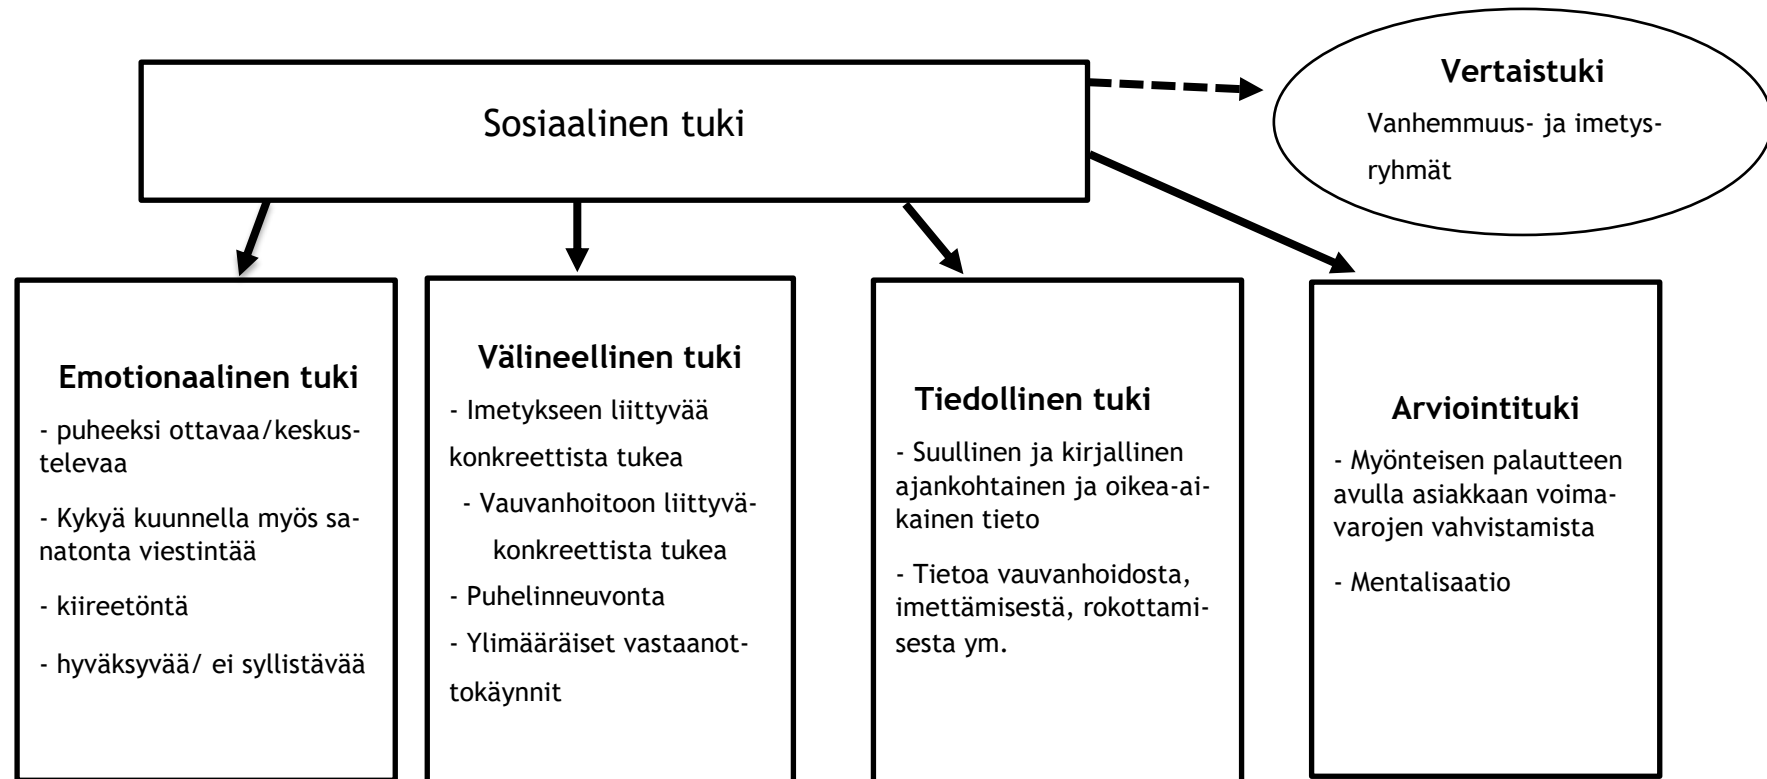 Sosiaalinen tuki
Vertaistuki
Vanhemmuus- ja imetys-
ryhmät
Emotionaalinen tuki
- puheeksi ottavaa/keskus-
televaa
- Kykyä kuunnella myös sa-
natonta viestintää
- kiireetöntä
- hyväksyvää/ ei syllistävää
Välineellinen tuki
- Imetykseen liittyvää
konkreettista tukea
- Vauvanhoitoon liittyvä-
konkreettista tukea
- Puhelinneuvonta
- Ylimääräiset vastaanot-
tokäynnit
Tiedollinen tuki
- Suullinen ja kirjallinen
ajankohtainen ja oikea-ai-
kainen tieto
- Tietoa vauvanhoidosta,
imettämisestä, rokottami-
sesta ym.
Arviointituki
- Myönteisen palautteen
avulla asiakkaan voima-
varojen vahvistamista
- Mentalisaatio